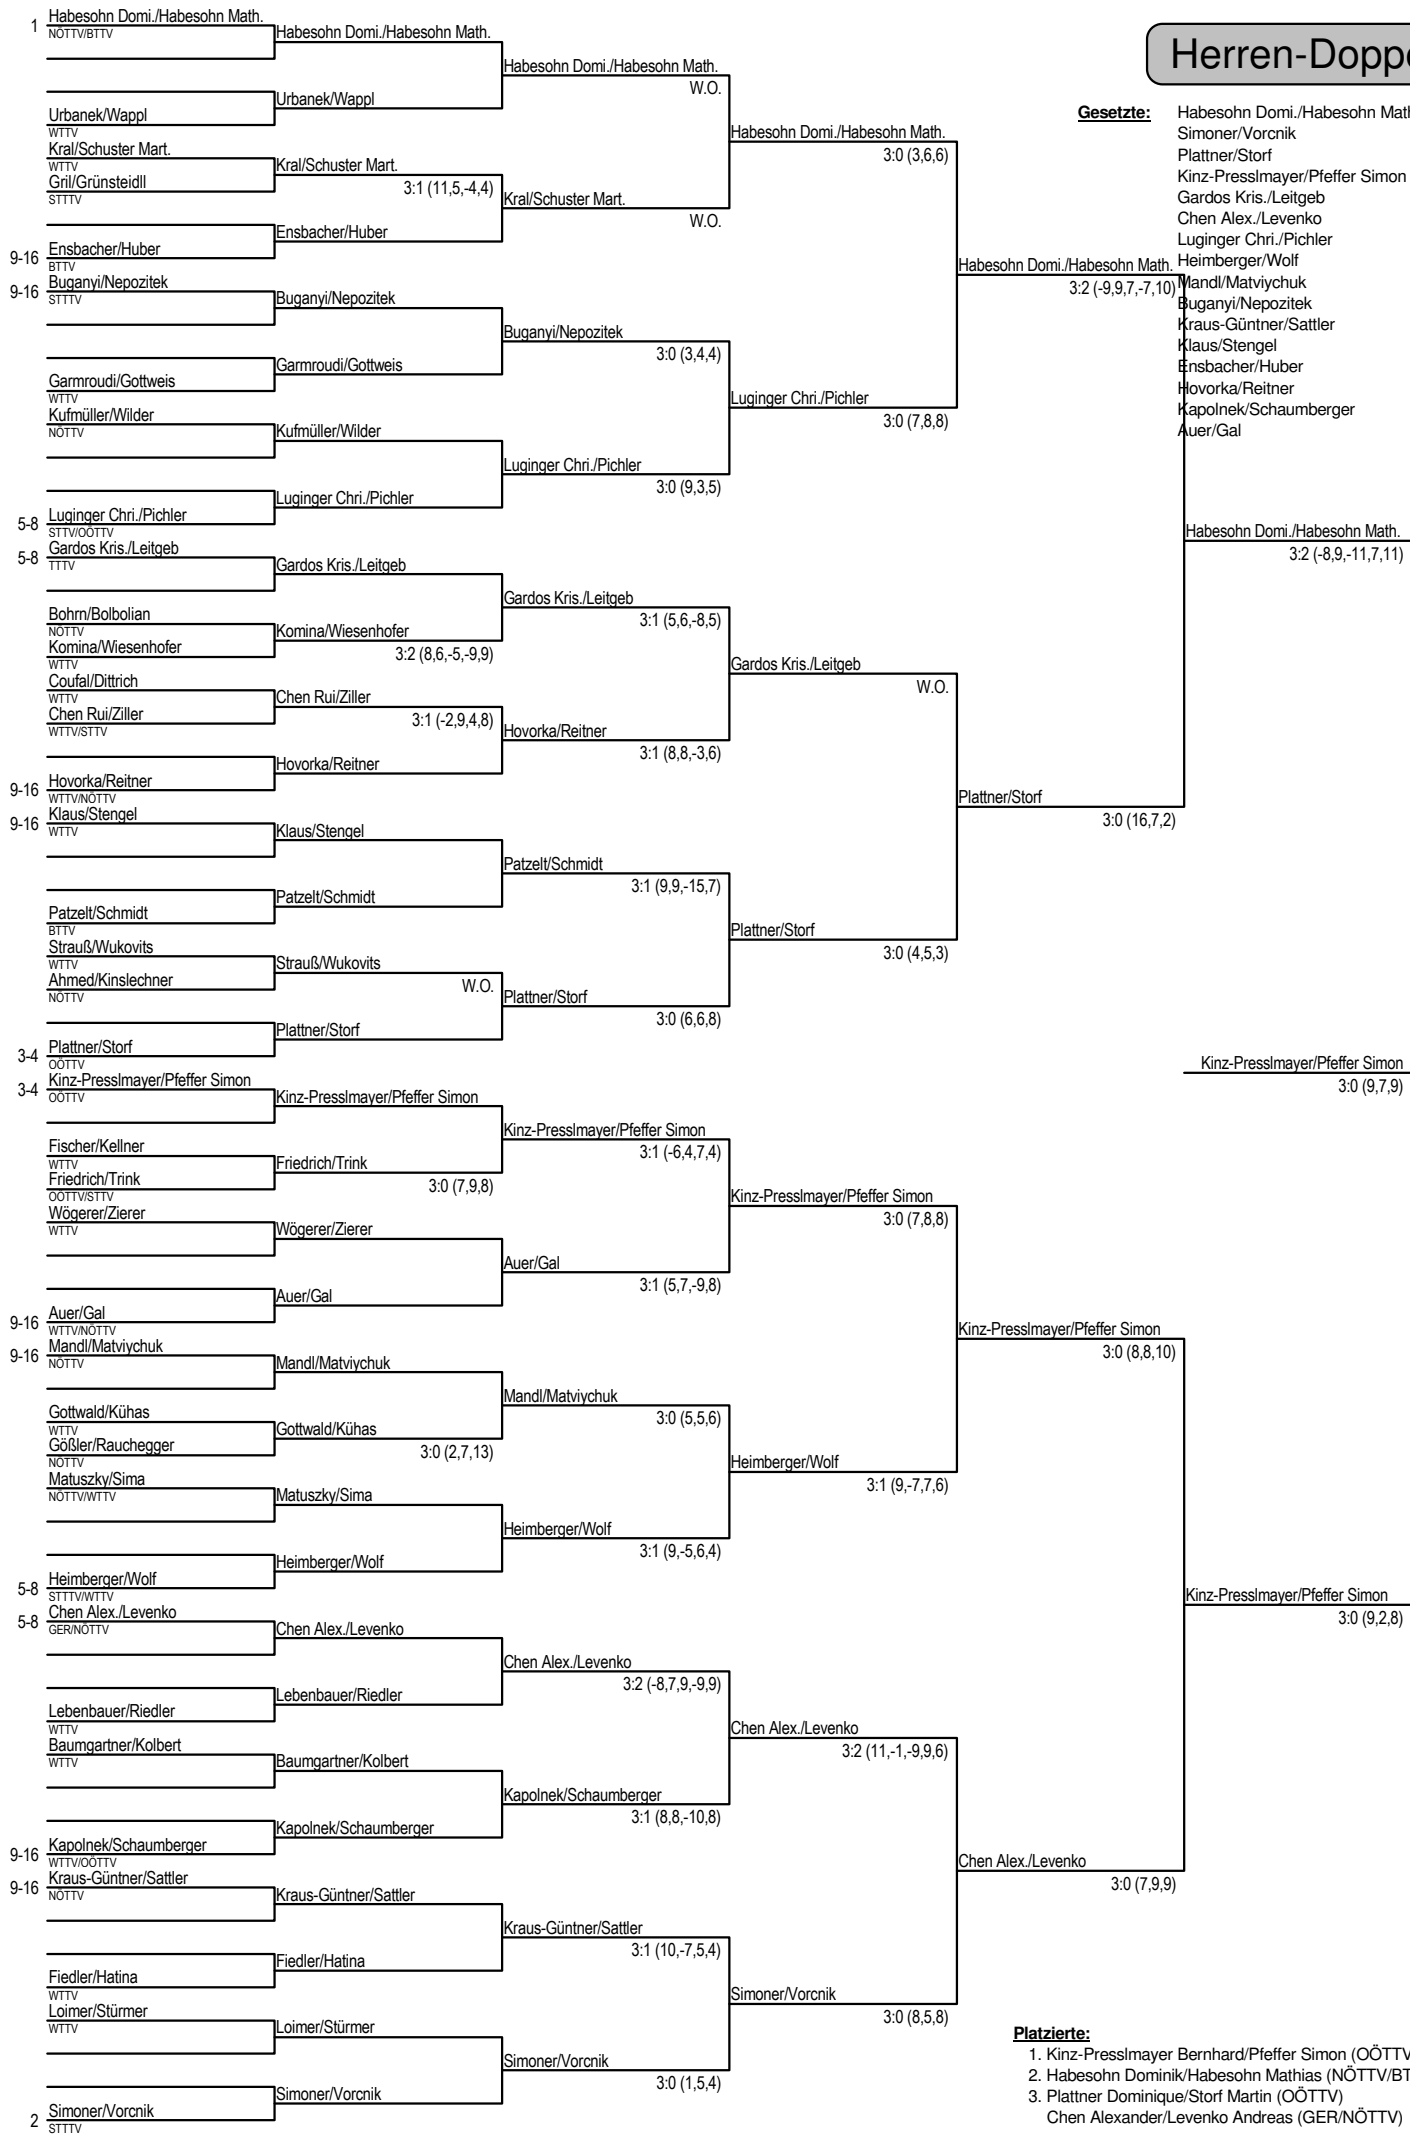 Herren-Doppe
Gesetzte:
Habesohn Domi./Habesohn Math
Simoner/Vorcnik
Plattner/Storf
Kinz-Presslmayer/Pfeffer Simon
Gardos Kris./Leitgeb
Chen Alex./Levenko
Luginger Chri./Pichler
Heimberger/Wolf
Mandl/Matviychuk
Buganyi/Nepozitek
Kraus-Güntner/Sattler
Klaus/Stengel
Ensbacher/Huber
Hovorka/Reitner
Kapolnek/Schaumberger
Auer/Gal
1 Habesohn Domi./Habesohn Math.
NÖTTV/BTTV
Urbanek/Wappl
WTTV
Kral/Schuster Mart.
WTTV
Gril/Grünsteidll
STTTV
9-16 Ensbacher/Huber
BTTV
9-16 Buganyi/Nepozitek
STTTV
Garmroudi/Gottweis
WTTV
Kufmüller/Wilder
NÖTTV
5-8 Luginger Chri./Pichler
STTV/OÖTTV
5-8 Gardos Kris./Leitgeb
TTTV
Bohrn/Bolbolian
NÖTTV
Komina/Wiesenhofer
WTTV
Coufal/Dittrich
WTTV
Chen Rui/Ziller
WTTV/STTV
9-16 Hovorka/Reitner
WTTV/NÖTTV
9-16 Klaus/Stengel
WTTV
Patzelt/Schmidt
BTTV
Strauß/Wukovits
WTTV
Ahmed/Kinslechner
NÖTTV
3-4 Plattner/Storf
OÖTTV
3-4 Kinz-Presslmayer/Pfeffer Simon
OÖTTV
Fischer/Kellner
WTTV
Friedrich/Trink
OÖTTV/STTV
Wögerer/Zierer
WTTV
9-16 Auer/Gal
WTTV/NÖTTV
9-16 Mandl/Matviychuk
NÖTTV
Gottwald/Kühas
WTTV
Gößler/Rauchegger
NÖTTV
Matuszky/Sima
NÖTTV/WTTV
5-8 Heimberger/Wolf
STTTV/WTTV
5-8 Chen Alex./Levenko
GER/NÖTTV
Lebenbauer/Riedler
WTTV
Baumgartner/Kolbert
WTTV
9-16 Kapolnek/Schaumberger
WTTV/OÖTTV
9-16 Kraus-Güntner/Sattler
NÖTTV
Fiedler/Hatina
WTTV
Loimer/Stürmer
WTTV
2 Simoner/Vorcnik
STTTV
Habesohn Domi./Habesohn Math.
Urbanek/Wappl
Kral/Schuster Mart.
3:1 (11,5,-4,4)
Ensbacher/Huber
Buganyi/Nepozitek
Garmroudi/Gottweis
Kufmüller/Wilder
Luginger Chri./Pichler
Gardos Kris./Leitgeb
Komina/Wiesenhofer
3:2 (8,6,-5,-9,9)
Chen Rui/Ziller
3:1 (-2,9,4,8)
Hovorka/Reitner
Klaus/Stengel
Patzelt/Schmidt
Strauß/Wukovits
W.O.
Plattner/Storf
Kinz-Presslmayer/Pfeffer Simon
Friedrich/Trink
3:0 (7,9,8)
Wögerer/Zierer
Auer/Gal
Mandl/Matviychuk
Gottwald/Kühas
3:0 (2,7,13)
Matuszky/Sima
Heimberger/Wolf
Chen Alex./Levenko
Lebenbauer/Riedler
Baumgartner/Kolbert
Kapolnek/Schaumberger
Kraus-Güntner/Sattler
Fiedler/Hatina
Loimer/Stürmer
Simoner/Vorcnik
Habesohn Domi./Habesohn Math.
W.O.
Kral/Schuster Mart.
W.O.
Buganyi/Nepozitek
3:0 (3,4,4)
Luginger Chri./Pichler
3:0 (9,3,5)
Gardos Kris./Leitgeb
3:1 (5,6,-8,5)
Hovorka/Reitner
3:1 (8,8,-3,6)
Patzelt/Schmidt
3:1 (9,9,-15,7)
Plattner/Storf
3:0 (6,6,8)
Kinz-Presslmayer/Pfeffer Simon
3:1 (-6,4,7,4)
Auer/Gal
3:1 (5,7,-9,8)
Mandl/Matviychuk
3:0 (5,5,6)
Heimberger/Wolf
3:1 (9,-5,6,4)
Chen Alex./Levenko
3:2 (-8,7,9,-9,9)
Kapolnek/Schaumberger
3:1 (8,8,-10,8)
Kraus-Güntner/Sattler
3:1 (10,-7,5,4)
Simoner/Vorcnik
3:0 (1,5,4)
Habesohn Domi./Habesohn Math.
3:0 (3,6,6)
Luginger Chri./Pichler
3:0 (7,8,8)
Gardos Kris./Leitgeb
W.O.
Plattner/Storf
3:0 (4,5,3)
Kinz-Presslmayer/Pfeffer Simon
3:0 (7,8,8)
Heimberger/Wolf
3:1 (9,-7,7,6)
Chen Alex./Levenko
3:2 (11,-1,-9,9,6)
Simoner/Vorcnik
3:0 (8,5,8)
Habesohn Domi./Habesohn Math.
3:2 (-9,9,7,-7,10)
Plattner/Storf
3:0 (16,7,2)
Kinz-Presslmayer/Pfeffer Simon
3:0 (8,8,10)
Chen Alex./Levenko
3:0 (7,9,9)
Habesohn Domi./Habesohn Math.
3:2 (-8,9,-11,7,11)
Kinz-Presslmayer/Pfeffer Simon
3:0 (9,7,9)
Kinz-Presslmayer/Pfeffer Simon
3:0 (9,2,8)
Platzierte:
1. Kinz-Presslmayer Bernhard/Pfeffer Simon (OÖTTV
2. Habesohn Dominik/Habesohn Mathias (NÖTTV/BT
3. Plattner Dominique/Storf Martin (OÖTTV)
Chen Alexander/Levenko Andreas (GER/NÖTTV)